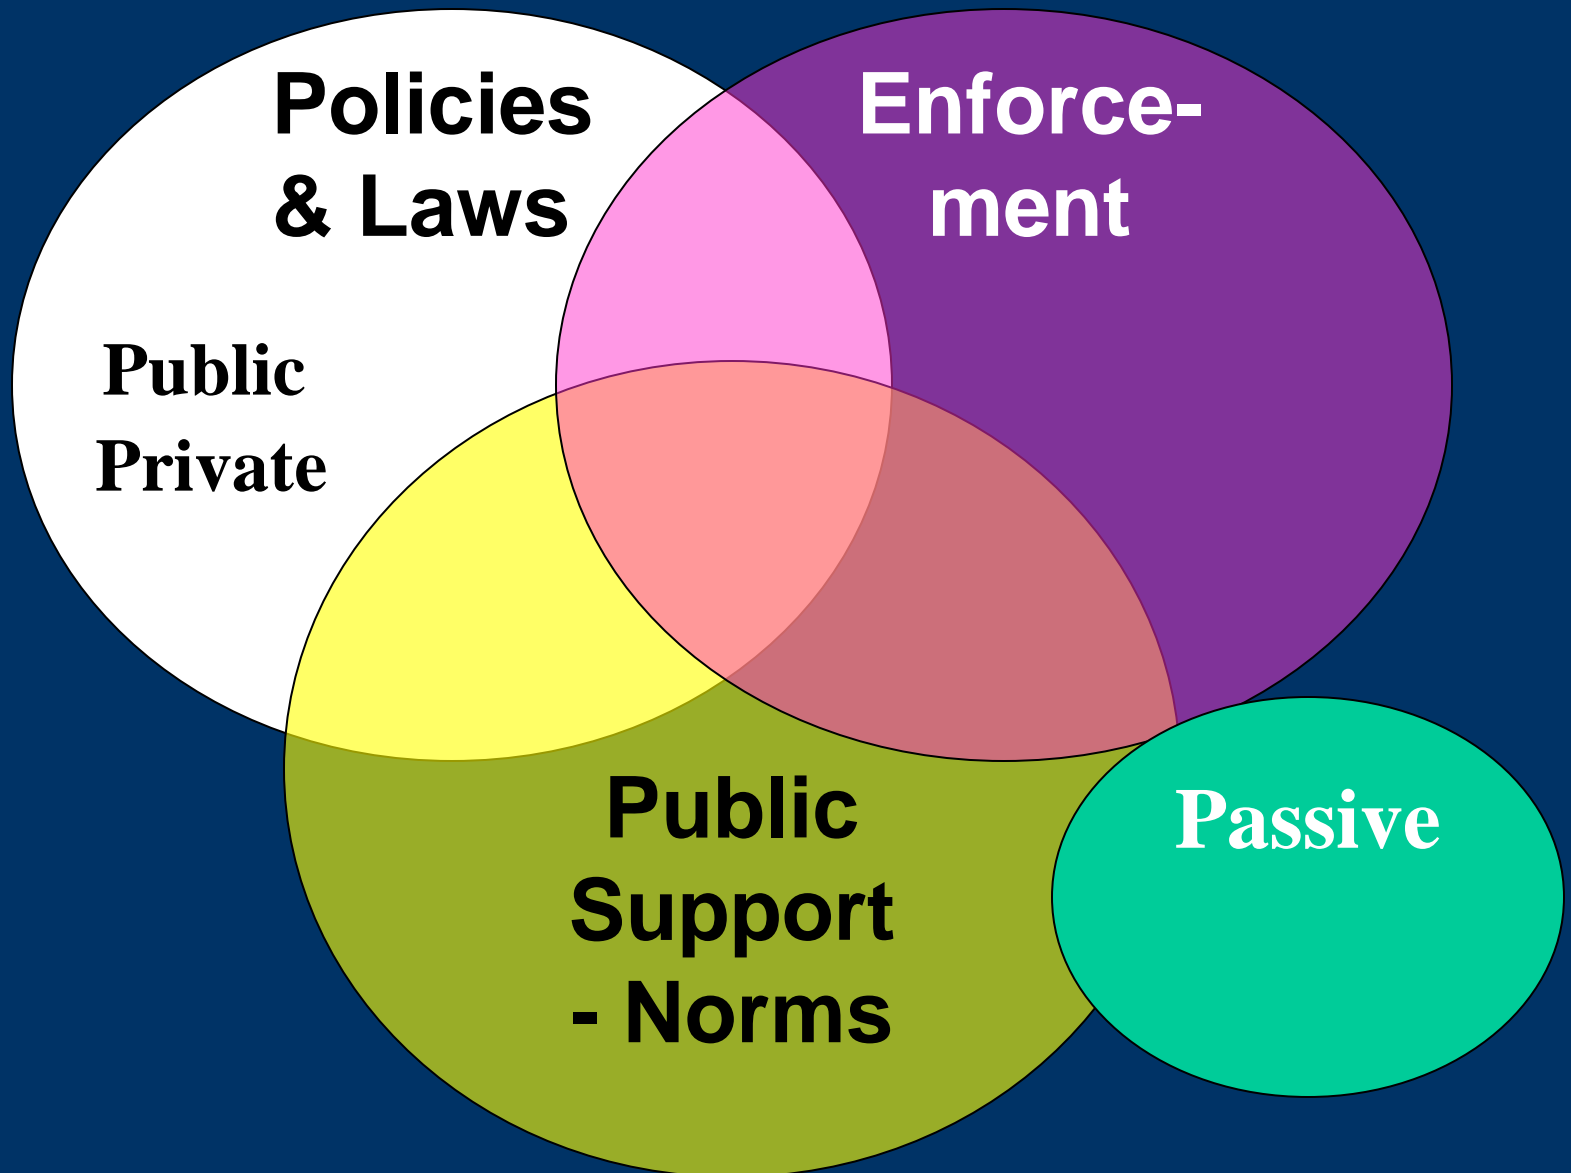 Policies
& Laws
Enforce-
ment
Public
Private
Public
Support
- Norms
Passive